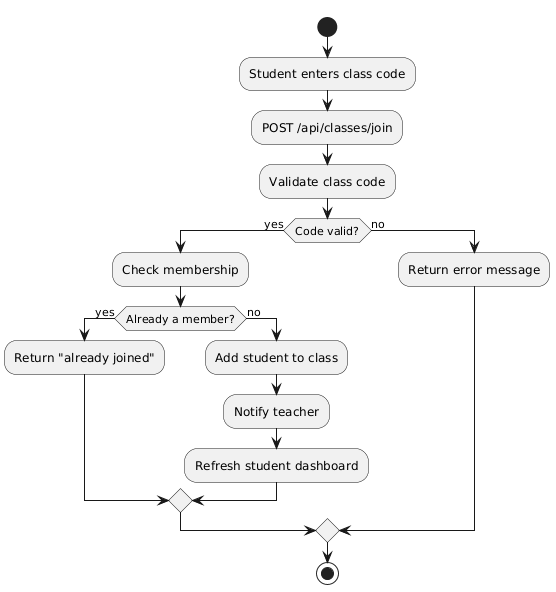 Student enters class code
POST /api/classes/join
Validate class code
yes
Code valid?
no
Check membership
Return error message
yes
Already a member?
no
Return "already joined"
Add student to class
Notify teacher
Refresh student dashboard